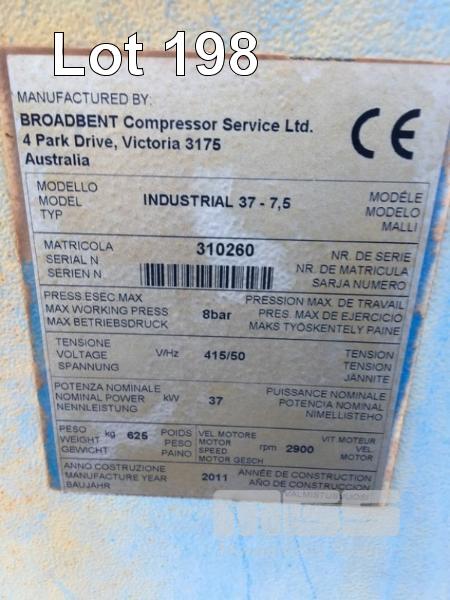 Lot 198
MANUFACTURED BY:
BROADBENT Compressor Service Ltd.
4 Park Drive, Victoria 3175
Australia
CE
MODELLO
MODEL
TYP
INDUSTRIAL 37 - 7,5
MODÉLE
MODELO
MALLI
MATRICOLA
SERIAL N
SERIEN N
310260
NR. DE SERIE
NR. DE MATRICULA
SARJA NUMERO
PRESS.ESEC MAX
MAX WORKING PRESS
MAX BETRIEBSDRUCK
8bar
PRESSION MAX. DE TRAVAIL
PRES. MAX DE EJERCICIO
MAKS TYÖSKENTELY PAINE
TENSIONE
VOLTAGE
SPANNUNG
V/Hz
415/50
TENSION
TENSION
JÄNNITE
POTENZA NOMINALE
NOMINAL POWER
NENNLEISTUNG
kW
37
PUISSANCE NOMINALE
POTENCIA NOMINAL
NIMELLISTEHO
PESO
WEIGHT
GEWICHT
kg
625
POIDS
PESO
PAINO
VEL MOTORE
MOTOR
SPEED
MOTOR GESCH
rpm
2900
VIT MOTEUR
VEL.
MOTOR
ANNO COSTRUZIONE
MANUFACTURE YEAR
BAUJAHR
2011
ANNÉE DE CONSTRUCTION
AÑO DE CONSTRUCCION
VALMISTUSVUOSI